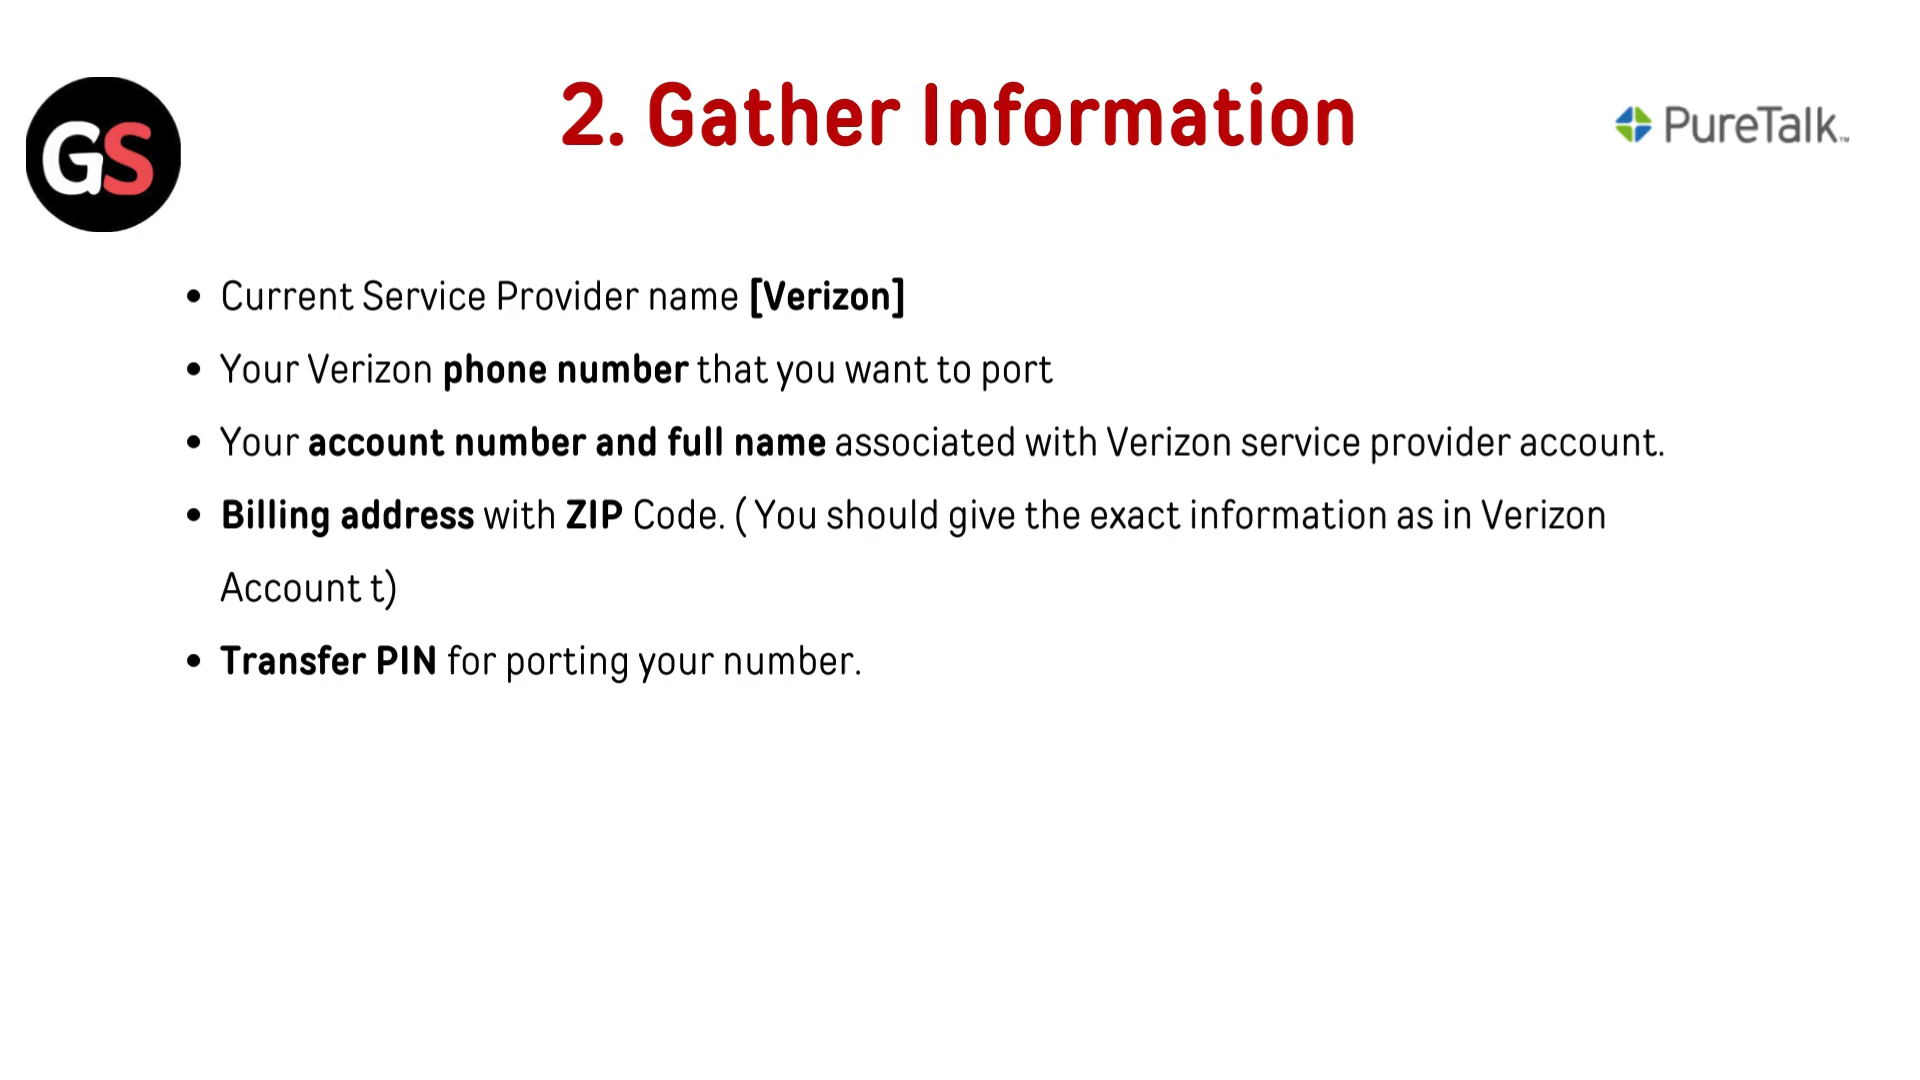 GS
2. Gather Information
PureTalk™
• Current Service Provider name [Verizon]
• Your Verizon phone number that you want to port
• Your account number and full name associated with Verizon service provider account.
• Billing address with ZIP Code. ( You should give the exact information as in Verizon
Account t)
• Transfer PIN for porting your number.